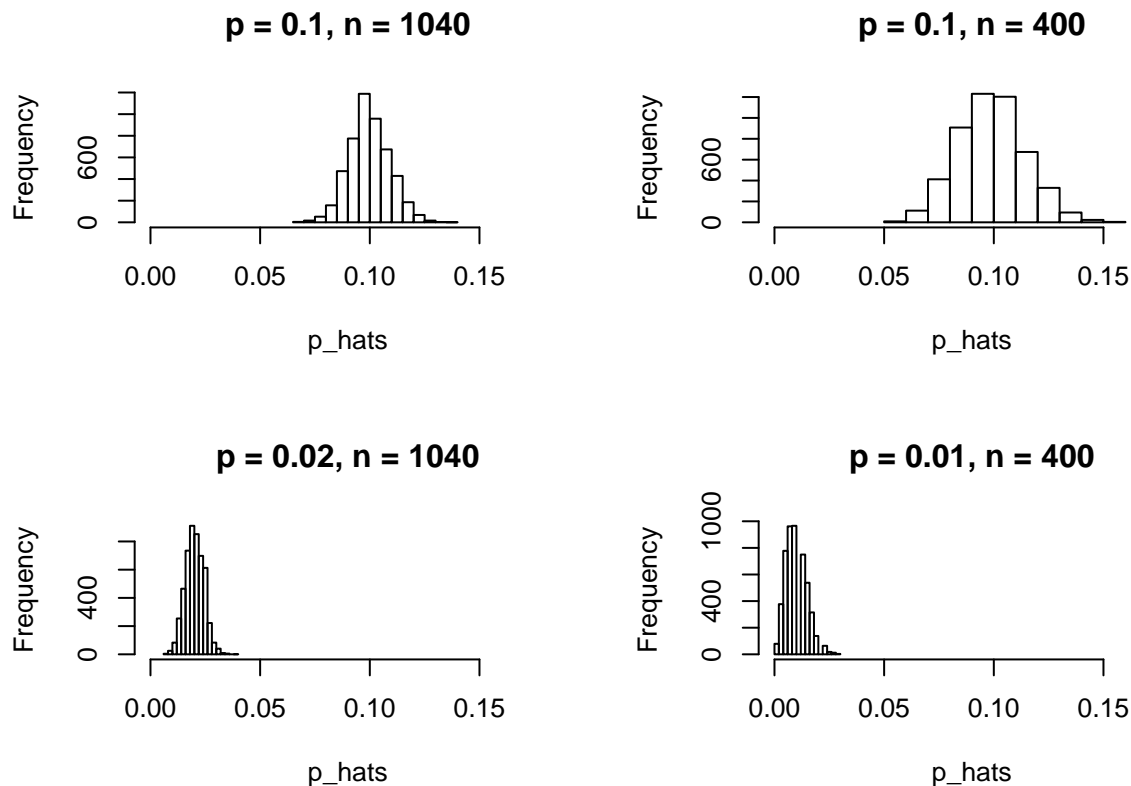 p = 0.1, n = 1040
Frequency
0
600
0.00 0.05 0.10 0.15
p_hats
p = 0.1, n = 400
Frequency
0
600
0.00 0.05 0.10 0.15
p_hats
p = 0.02, n = 1040
Frequency
0
400
0.00 0.05 0.10 0.15
p_hats
p = 0.01, n = 400
Frequency
0
400
1000
0.00 0.05 0.10 0.15
p_hats